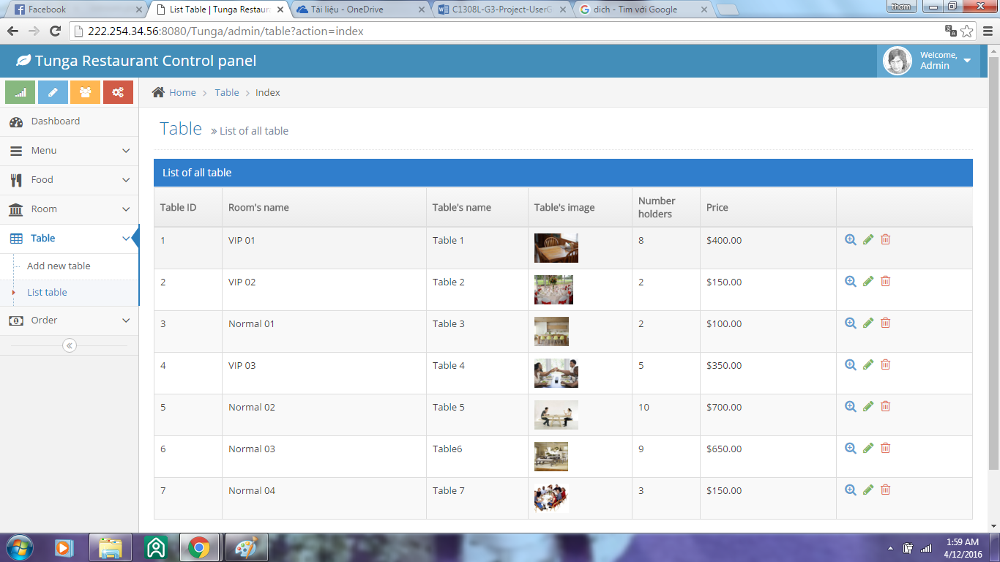 Facebook
List Table | Tunga Restaura
Tài liệu - OneDrive
C1308L-G3-Project-UserG
dich - Tìm với Google
thom
222.254.34.56:8080/Tunga/admin/table?action=index
Tunga Restaurant Control panel
Welcome,
Admin
Home > Table > Index
Dashboard
Menu
Food
Room
Table
Add new table
List table
Order
Table » List of all table
List of all table
Table ID Room's name Table's name Table's image Number holders Price
1 VIP 01 Table 1 8 $400.00
2 VIP 02 Table 2 2 $150.00
3 Normal 01 Table 3 2 $100.00
4 VIP 03 Table 4 5 $350.00
5 Normal 02 Table 5 10 $700.00
6 Normal 03 Table6 9 $650.00
7 Normal 04 Table 7 3 $150.00
1:59 AM
4/12/2016